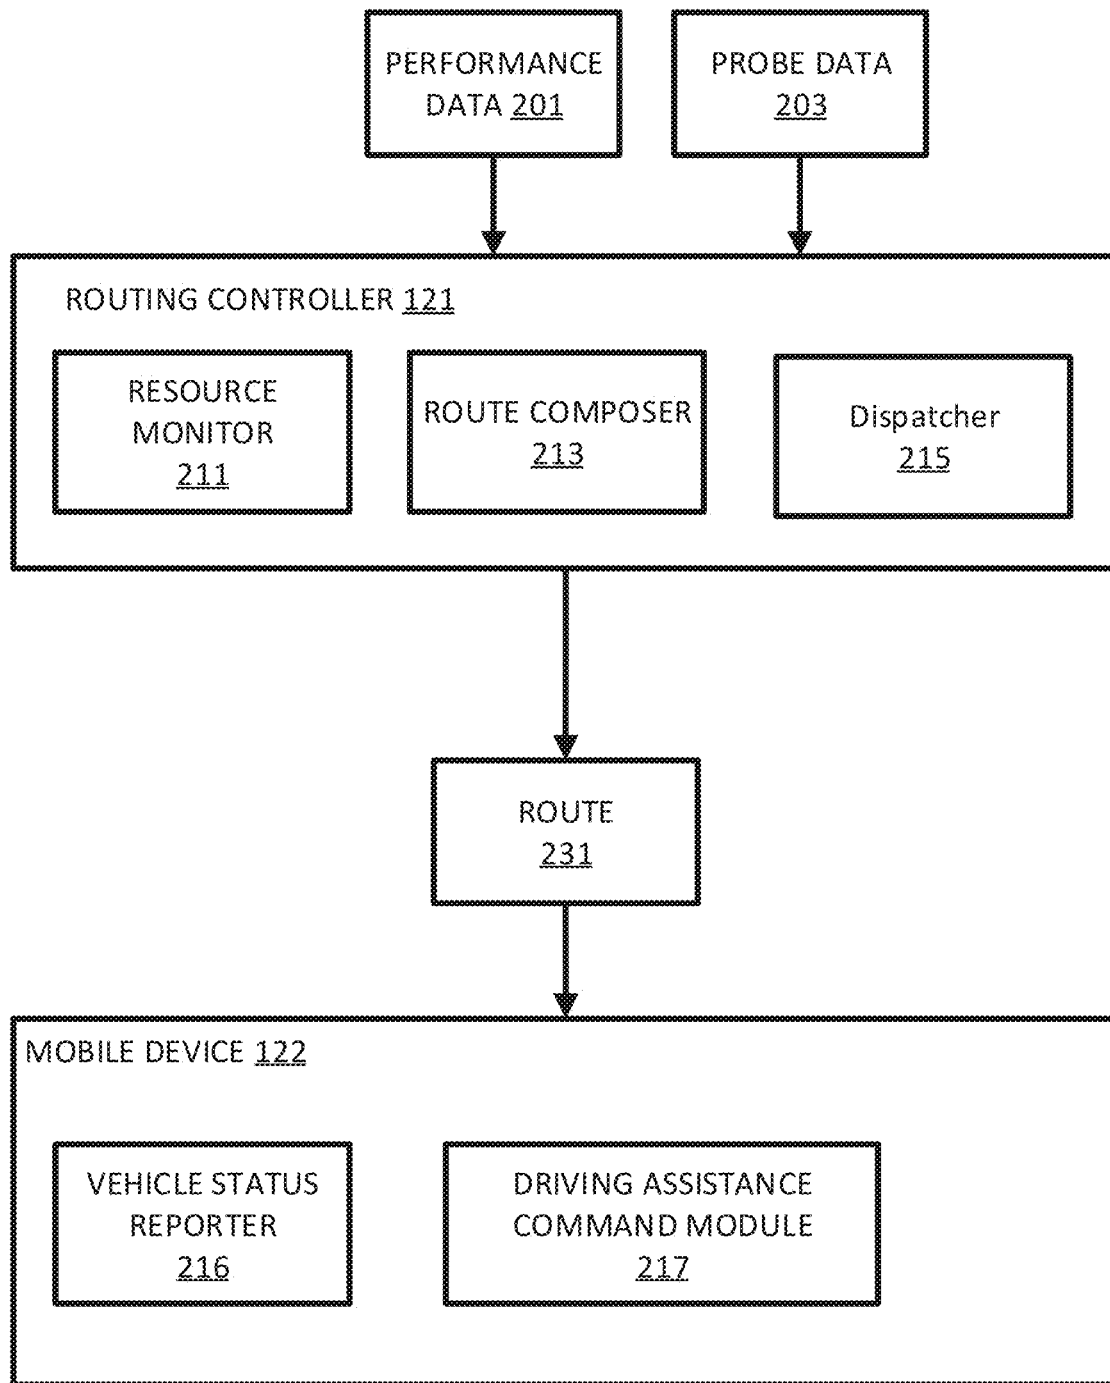 PERFORMANCE
DATA 201
PROBE DATA
203
ROUTING CONTROLLER 121
RESOURCE
MONITOR
211
ROUTE COMPOSER
213
Dispatcher
215
ROUTE
231
MOBILE DEVICE 122
VEHICLE STATUS
REPORTER
216
DRIVING ASSISTANCE
COMMAND MODULE
217